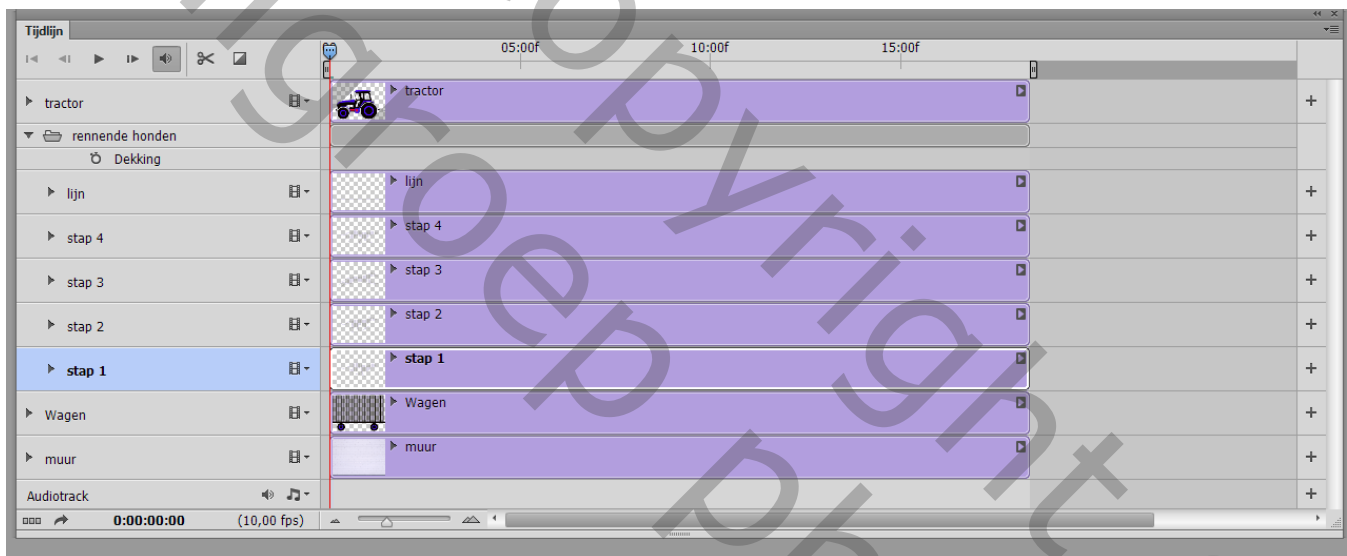 Tijdlijn
05:00f 10:00f 15:00f
tractor tractor
rennende honden
Dekking
lijn lijn
stap 4 stap 4
stap 3 stap 3
stap 2 stap 2
stap 1 stap 1
Wagen Wagen
muur muur
Audiotrack
0:00:00:00 (10,00 fps)